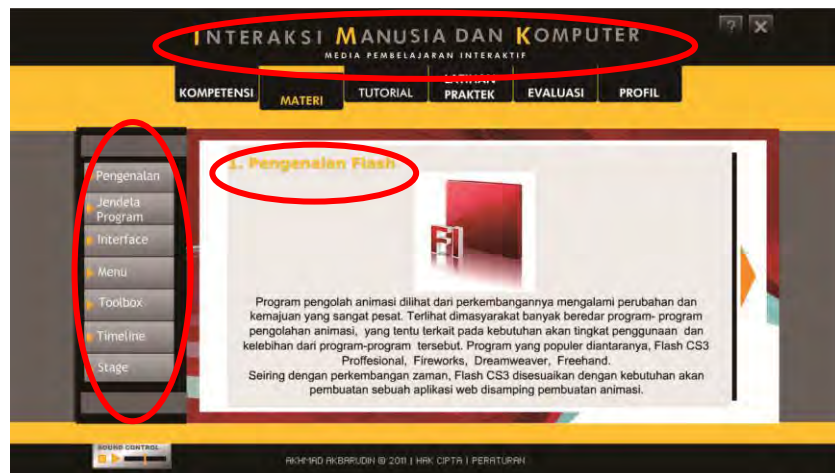 INTERAKSI MANUSIA DAN KOMPUTER
MEDIA PEMBELAJARAN INTERAKTIF
? X
KOMPETENSI MATERI TUTORIAL LATIHAN PRAKTEK EVALUASI PROFIL
1. Pengenalan Flash
Pengenalan
Jendela
Program
Interface
Menu
Toolbox
Timeline
Stage
Fl
Program pengolah animasi dilihat dari perkembangannya mengalami perubahan dan
kemajuan yang sangat pesat. Terlihat dimasyarakat banyak beredar program- program
pengolahan animasi, yang tentu terkait pada kebutuhan akan tingkat penggunaan dan
kelebihan dari program-program tersebut. Program yang populer diantaranya, Flash CS3
Proffesional, Fireworks, Dreamweaver, Freehand.
Seiring dengan perkembangan zaman, Flash CS3 disesuaikan dengan kebutuhan akan
pembuatan sebuah aplikasi web disamping pembuatan animasi.
SOUND CONTROL
AKHMAD AKBARUDIN © 2011 | HAK CIPTA | PERATURAN